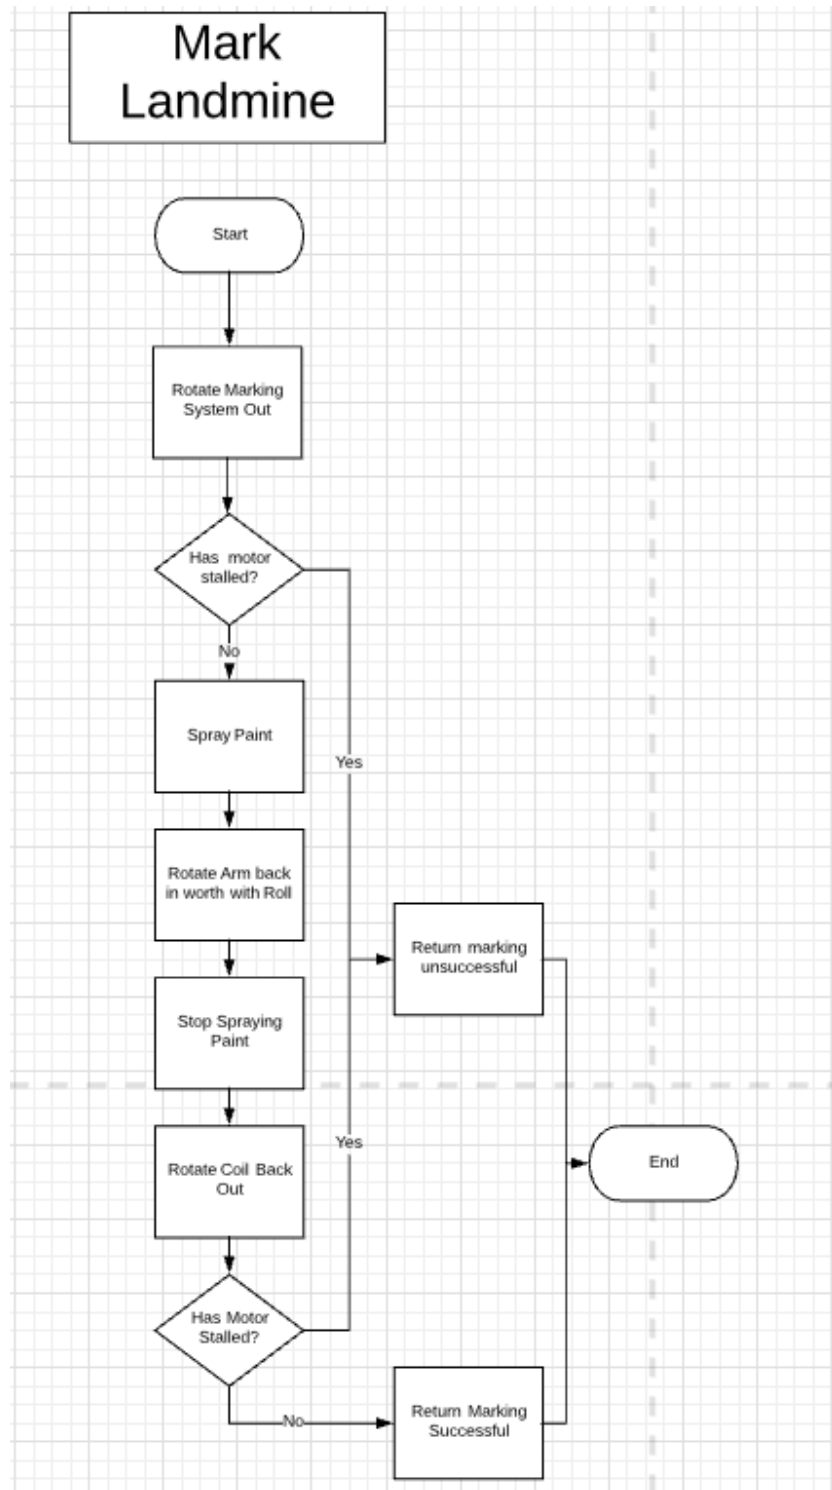 Mark
Landmine
Start
Rotate Marking
System Out
Has motor
stalled?
No
Spray Paint
Yes
Rotate Arm back
in worth with Roll
Return marking
unsuccessful
Stop Spraying
Paint
Yes
Rotate Coil Back
Out
End
Has Motor
Stalled?
No
Return Marking
Successful